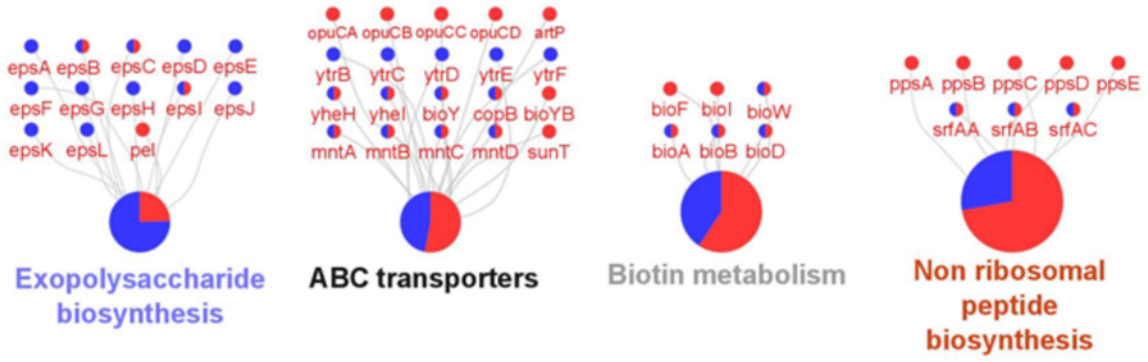 epsA epsB epsC epsD epsE
epsF epsG epsH epsI epsJ
epsK epsL pel
Exopolysaccharide
biosynthesis
opuCA opuCB opuCC opuCD artP
ytrB ytrC ytrD ytrE ytrF
yheH yheI bioY copB bioYB
mntA mntB mntC mntD sunT
ABC transporters
bioF bioI bioW
bioA bioB bioD
Biotin metabolism
ppsA ppsB ppsC ppsD ppsE
srfAA srfAB srfAC
Non ribosomal
peptide
biosynthesis